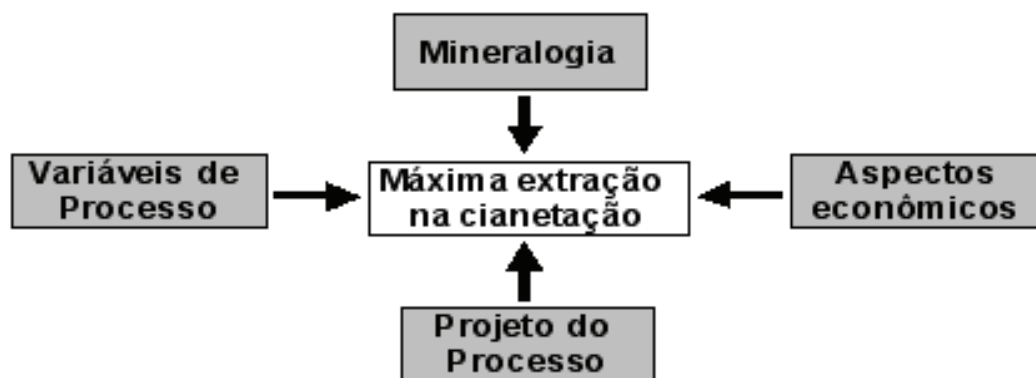 Mineralogia
Variáveis de
Processo
Máxima extração
na cianetação
Aspectos
econômicos
Projeto do
Processo